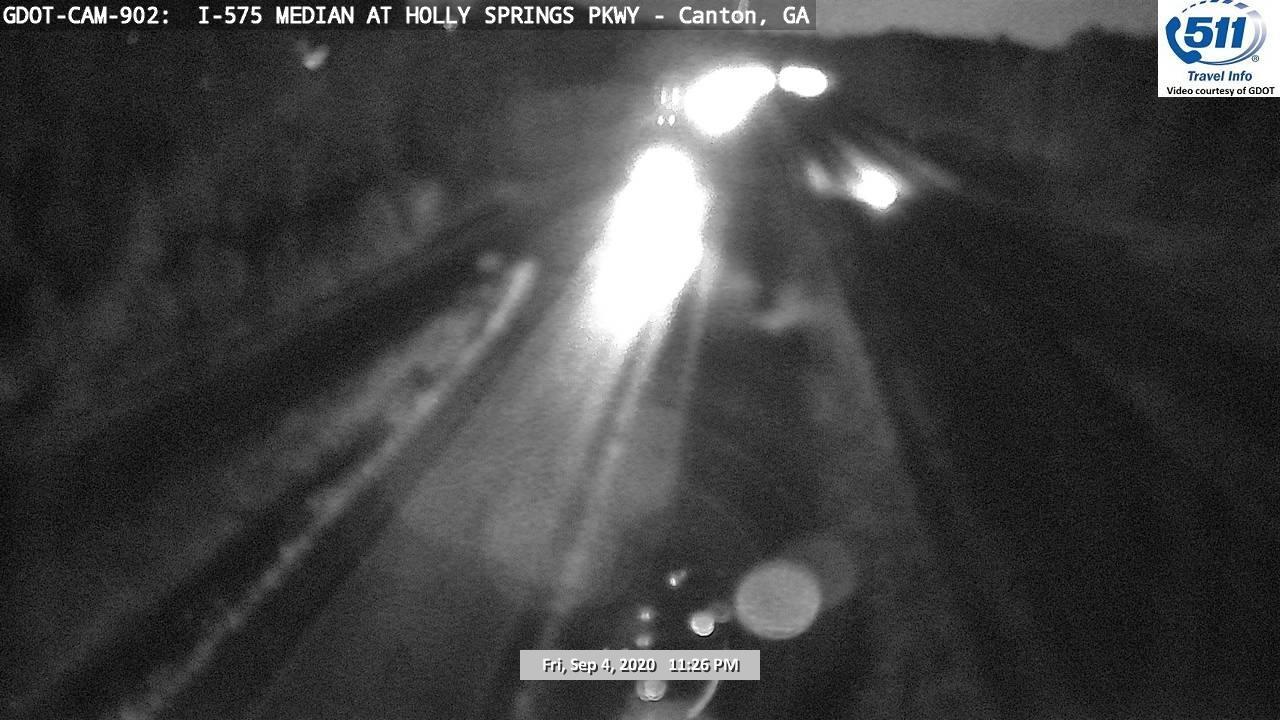 GDOT-CAM-902: I-575 MEDIAN AT HOLLY SPRINGS PKWY - Canton, GA
511
®
Travel Info
Video courtesy of GDOT
Fri, Sep 4, 2020 11:26 PM